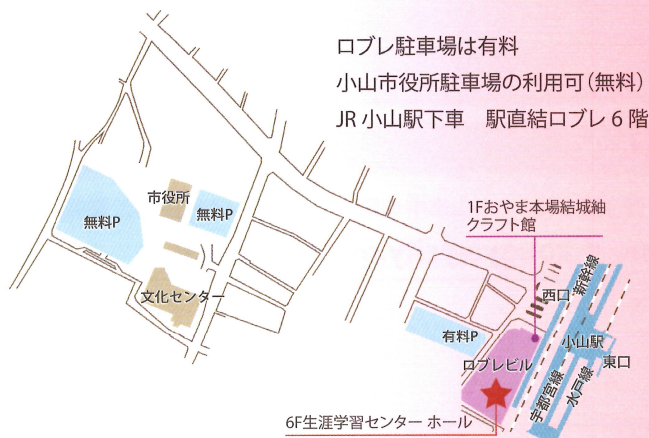 ロブレ駐車場は有料
小山市役所駐車場の利用可(無料)
JR 小山駅下車 駅直結ロブレ 6 階
市役所
無料P
無料P
文化センター
1Fおやま本場結城紬
クラフト館
新幹線
西口
有料P
小山駅
ロブレビル
東口
宇都宮線
水戸線
6F生涯学習センター ホール